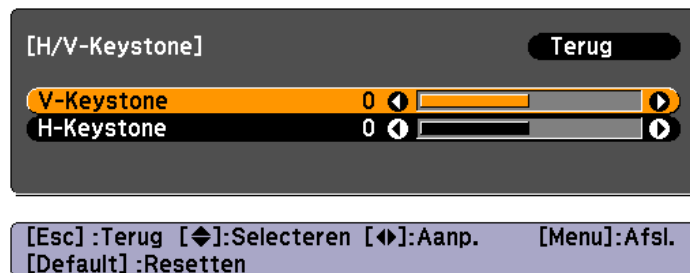 [H/V-Keystone] Terug
V-Keystone 0
H-Keystone 0
[Esc] :Terug [◆]:Selecteren [◀▶]:Aanp. [Menu]:Afsl.
[Default] :Resetten